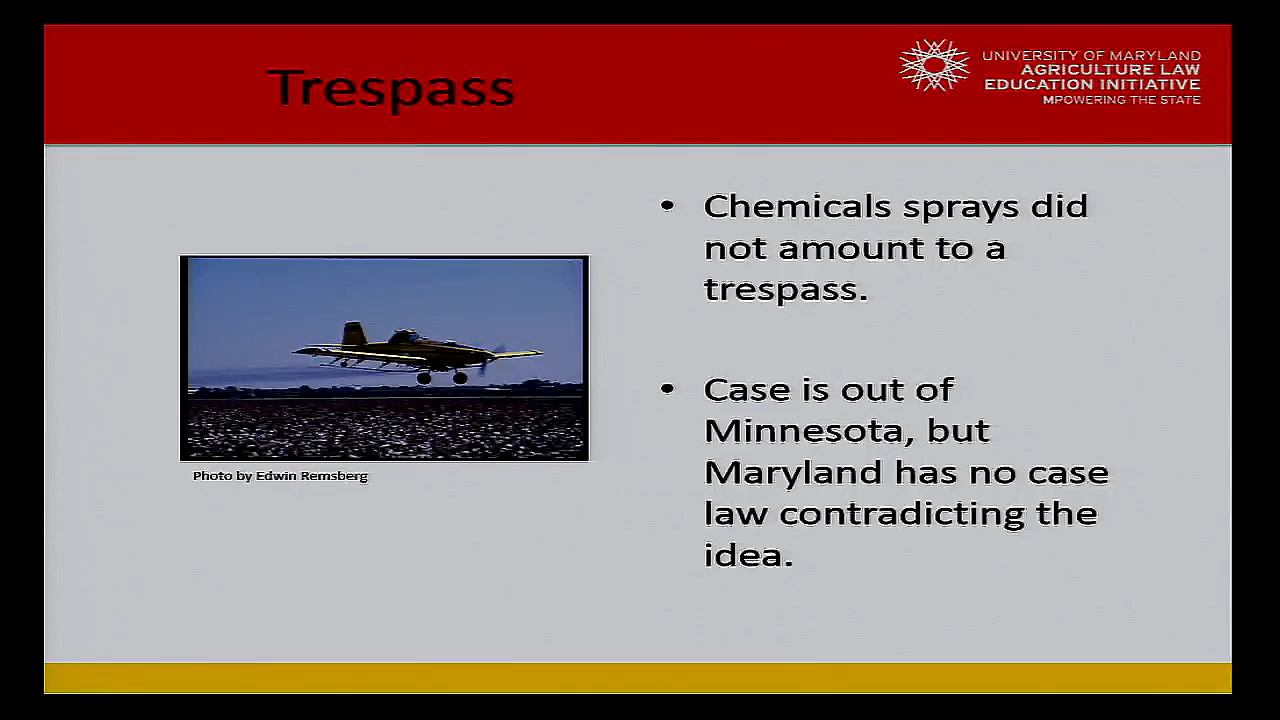 Trespass
UNIVERSITY OF MARYLAND
AGRICULTURE LAW
EDUCATION INITIATIVE
MPOWERING THE STATE
• Chemicals sprays did
not amount to a
trespass.
• Case is out of
Minnesota, but
Maryland has no case
law contradicting the
idea.
Photo by Edwin Remsberg